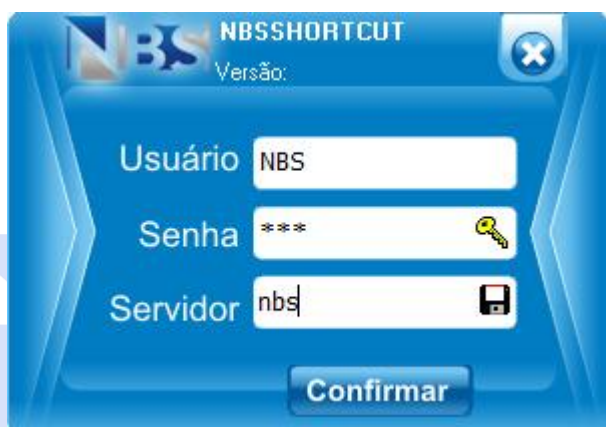 NBS NBSSHORTCUT
Versão:
Usuário NBS
Senha ***
Servidor nbs
Confirmar